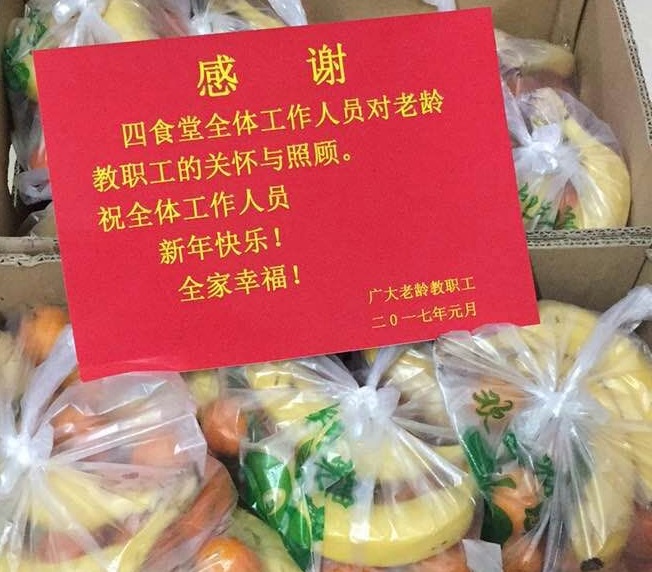 感 谢
四食堂全体工作人员对老龄
教职工的关怀与照顾。
祝全体工作人员
新年快乐！
全家幸福！
广大老龄教职工
二０一七年元月